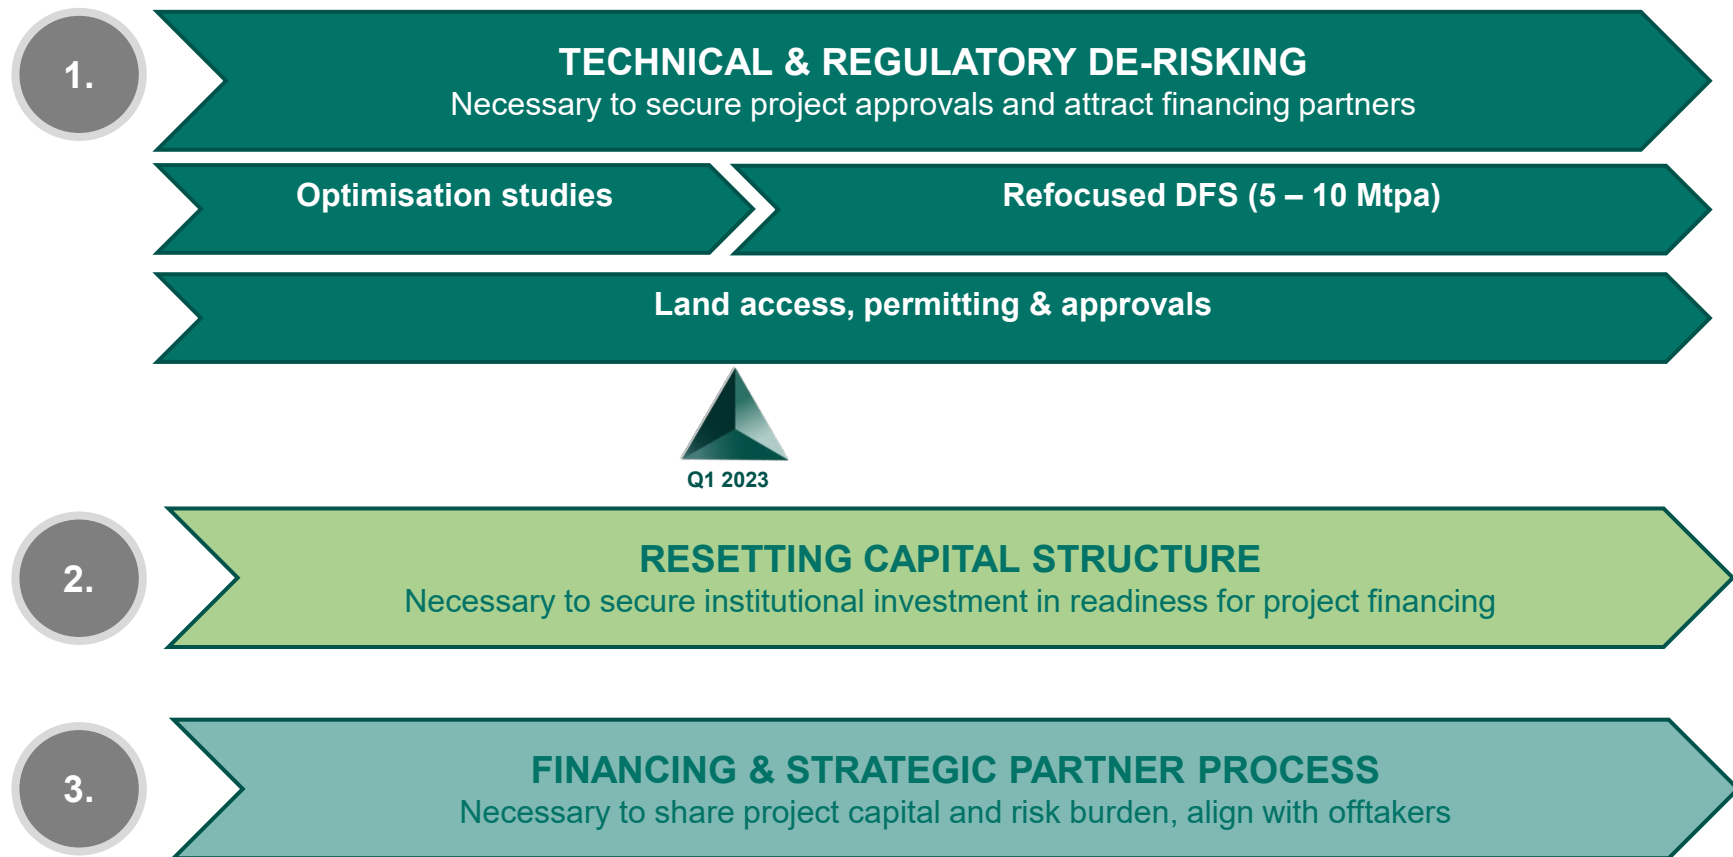 1.
TECHNICAL & REGULATORY DE-RISKING
Necessary to secure project approvals and attract financing partners
Optimisation studies
Refocused DFS (5 – 10 Mtpa)
Land access, permitting & approvals
Q1 2023
2.
RESETTING CAPITAL STRUCTURE
Necessary to secure institutional investment in readiness for project financing
3.
FINANCING & STRATEGIC PARTNER PROCESS
Necessary to share project capital and risk burden, align with offtakers